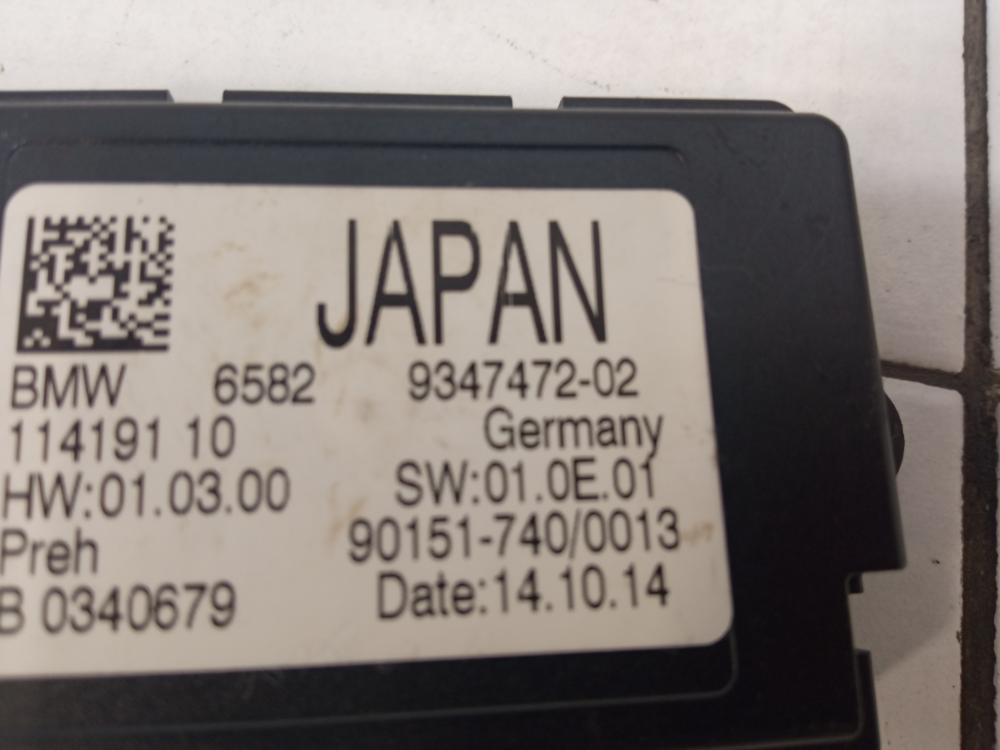 JAPAN
BMW 6582 9347472-02
114191 10 Germany
HW:01.03.00 SW:01.0E.01
Preh 90151-740/0013
B 0340679 Date:14.10.14